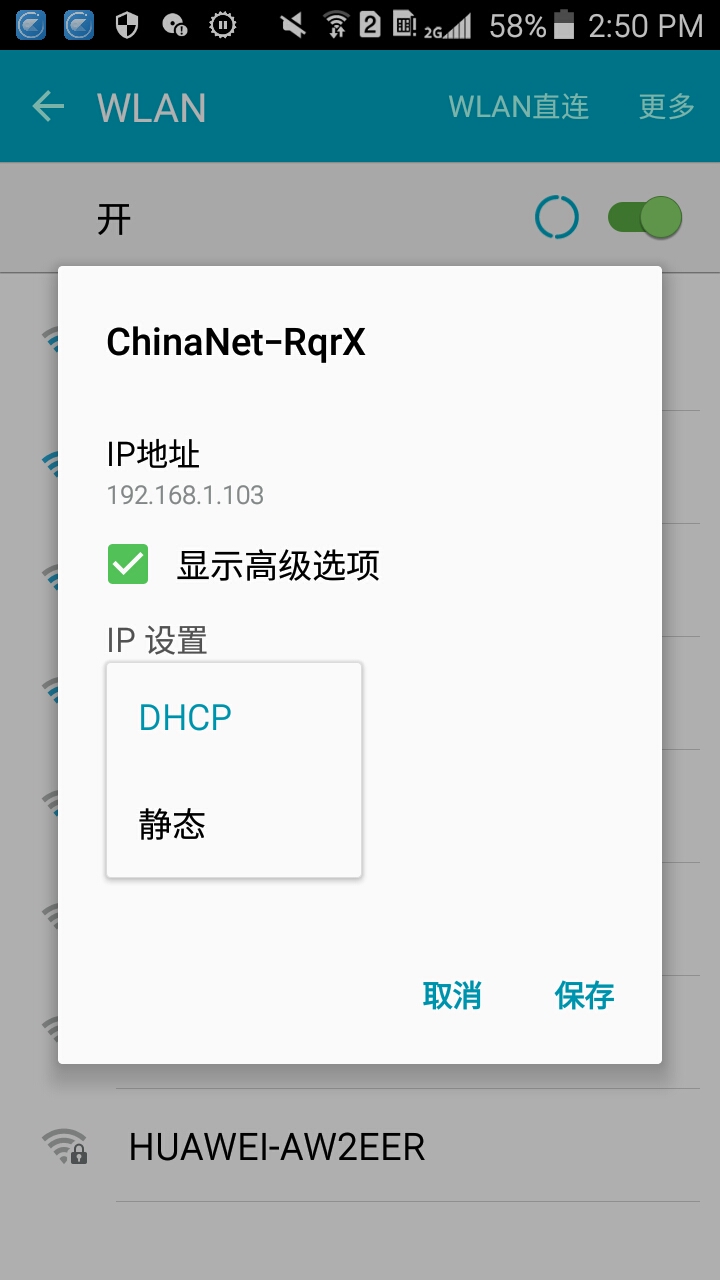 2
2G
58%
2:50 PM
WLAN
WLAN直连
更多
开
ChinaNet-RqrX
IP地址
192.168.1.103
显示高级选项
IP 设置
DHCP
静态
取消
保存
HUAWEI-AW2EER